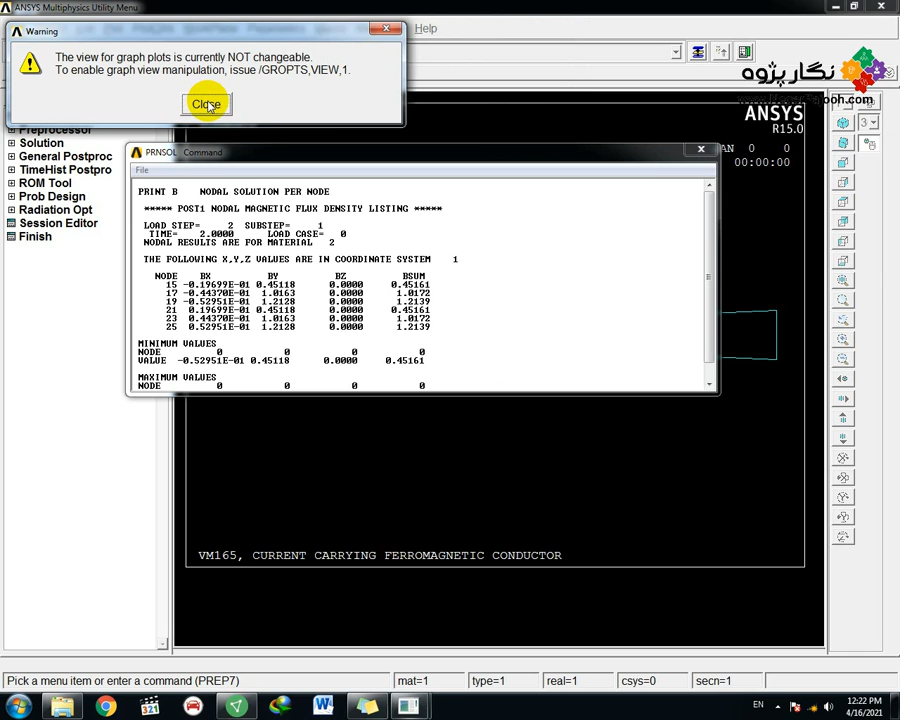 ANSYS Multiphysics Utility Menu
Warning
Help
The view for graph plots is currently NOT changeable.
To enable graph view manipulation, issue /GROPTS,VIEW,1.
Close
نگار پژوه
ANSYS
R15.0
0 0
00:00:00
Preprocessor
Solution
General Postproc
TimeHist Postpro
ROM Tool
Prob Design
Radiation Opt
Session Editor
Finish
3
PRNSOL Command
File
PRINT B NODAL SOLUTION PER NODE
***** POST1 NODAL MAGNETIC FLUX DENSITY LISTING *****
LOAD STEP= 2 SUBSTEP= 1
TIME= 2.0000 LOAD CASE= 0
NODAL RESULTS ARE FOR MATERIAL 2
THE FOLLOWING X,Y,Z VALUES ARE IN COORDINATE SYSTEM 1
NODE BX BY BZ BSUM
15 -0.19699E-01 0.45118 0.0000 0.45161
17 -0.44370E-01 1.0163 0.0000 1.0172
19 -0.52951E-01 1.2128 0.0000 1.2139
21 0.19699E-01 0.45118 0.0000 0.45161
23 0.44370E-01 1.0163 0.0000 1.0172
25 0.52951E-01 1.2128 0.0000 1.2139
MINIMUM VALUES
NODE 0 0 0 0
VALUE -0.52951E-01 0.45118 0.0000 0.45161
MAXIMUM VALUES
NODE 0 0 0 0
VM165, CURRENT CARRYING FERROMAGNETIC CONDUCTOR
Pick a menu item or enter a command (PREP7)
mat=1
type=1
real=1
csys=0
secn=1
EN
12:22 PM
4/16/2021